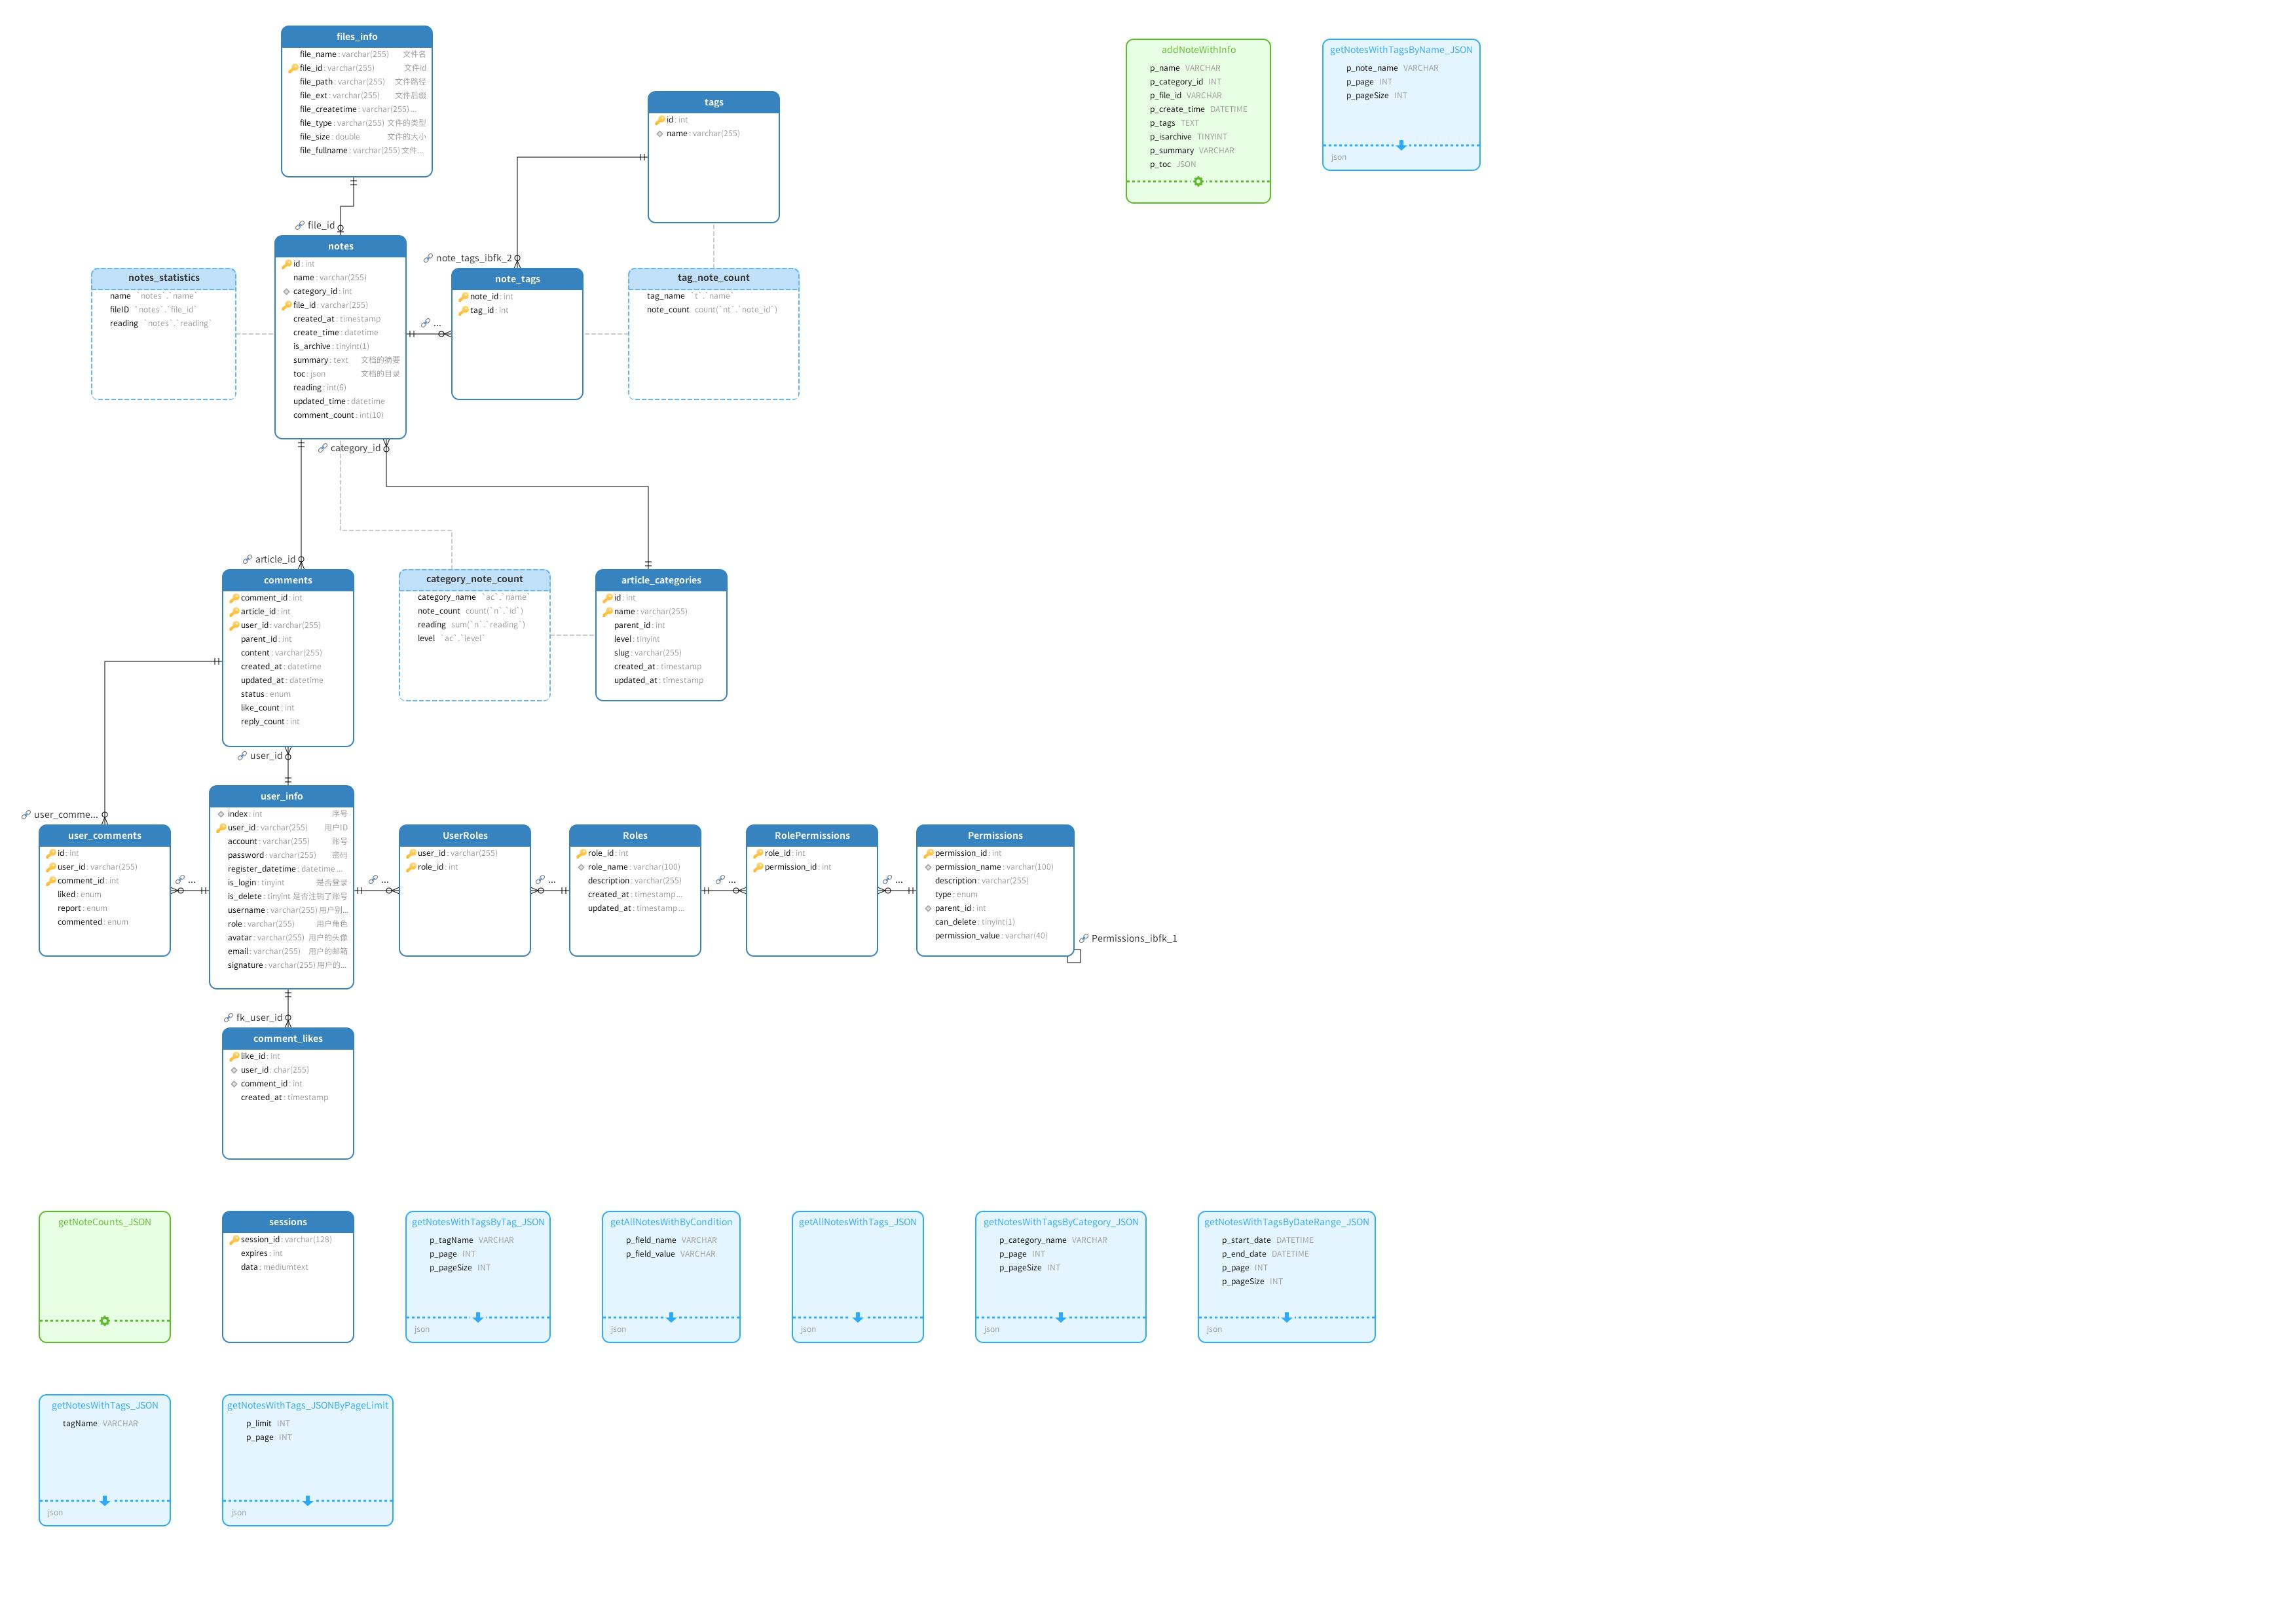 files_info
file_name : varchar(255) 文件名
file_id : varchar(255) 文件id
file_path : varchar(255) 文件路径
file_ext : varchar(255) 文件后缀
file_createtime : varchar(255) ...
file_type : varchar(255) 文件的类型
file_size : double 文件的大小
file_fullname : varchar(255) 文件...
tags
id : int
name : varchar(255)
addNoteWithInfo
p_name VARCHAR
p_category_id INT
p_file_id VARCHAR
p_create_time DATETIME
p_tags TEXT
p_isarchive TINYINT
p_summary VARCHAR
p_toc JSON
getNotesWithTagsByName_JSON
p_note_name VARCHAR
p_page INT
p_pageSize INT
json
file_id
note_tags_ibfk_2
notes_statistics
name `notes`.`name`
fileID `notes`.`file_id`
reading `notes`.`reading`
notes
id : int
name : varchar(255)
category_id : int
file_id : varchar(255)
created_at : timestamp
create_time : datetime
is_archive : tinyint(1)
summary : text 文档的摘要
toc : json 文档的目录
reading : int(6)
updated_time : datetime
comment_count : int(10)
...
note_tags
note_id : int
tag_id : int
tag_note_count
tag_name `t`.`name`
note_count count(`nt`.`note_id`)
category_id
article_id
comments
comment_id : int
article_id : int
user_id : varchar(255)
parent_id : int
content : varchar(255)
created_at : datetime
updated_at : datetime
status : enum
like_count : int
reply_count : int
category_note_count
category_name `ac`.`name`
note_count count(`n`.`id`)
reading sum(`n`.`reading`)
level `ac`.`level`
article_categories
id : int
name : varchar(255)
parent_id : int
level : tinyint
slug : varchar(255)
created_at : timestamp
updated_at : timestamp
user_id
user_comme...
user_comments
id : int
user_id : varchar(255)
comment_id : int
liked : enum
report : enum
commented : enum
...
user_info
index : int 序号
user_id : varchar(255) 用户ID
account : varchar(255) 账号
password : varchar(255) 密码
register_datetime : datetime ...
is_login : tinyint 是否登录
is_delete : tinyint 是否注销了账号
username : varchar(255) 用户别...
role : varchar(255) 用户角色
avatar : varchar(255) 用户的头像
email : varchar(255) 用户的邮箱
signature : varchar(255) 用户的...
...
UserRoles
user_id : varchar(255)
role_id : int
...
Roles
role_id : int
role_name : varchar(100)
description : varchar(255)
created_at : timestamp ...
updated_at : timestamp ...
...
RolePermissions
role_id : int
permission_id : int
...
Permissions
permission_id : int
permission_name : varchar(100)
description : varchar(255)
type : enum
parent_id : int
can_delete : tinyint(1)
permission_value : varchar(40)
Permissions_ibfk_1
fk_user_id
comment_likes
like_id : int
user_id : char(255)
comment_id : int
created_at : timestamp
getNoteCounts_JSON
sessions
session_id : varchar(128)
expires : int
data : mediumtext
getNotesWithTagsByTag_JSON
p_tagName VARCHAR
p_page INT
p_pageSize INT
json
getAllNotesWithByCondition
p_field_name VARCHAR
p_field_value VARCHAR
json
getAllNotesWithTags_JSON
json
getNotesWithTagsByCategory_JSON
p_category_name VARCHAR
p_page INT
p_pageSize INT
json
getNotesWithTagsByDateRange_JSON
p_start_date DATETIME
p_end_date DATETIME
p_page INT
p_pageSize INT
json
getNotesWithTags_JSON
tagName VARCHAR
json
getNotesWithTags_JSONByPageLimit
p_limit INT
p_page INT
json